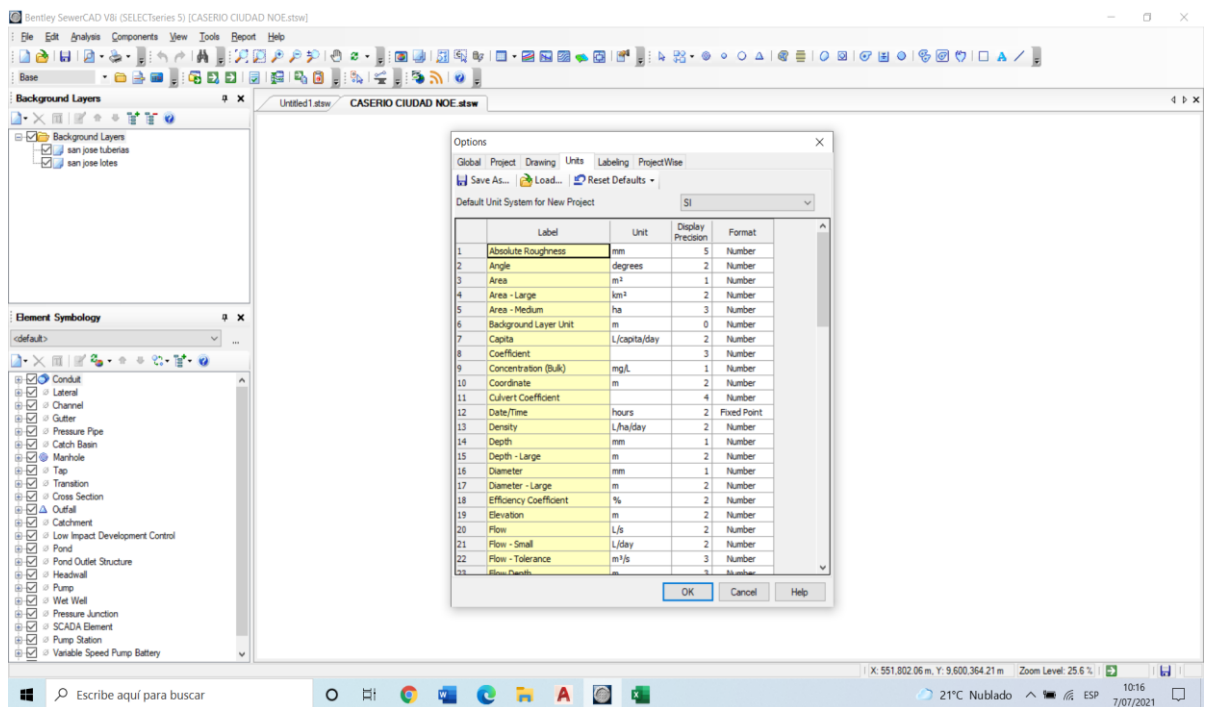 Bentley SewerCAD V8i (SELECTseries 5) [CASERIO CIUDAD NOE.stsw]
File Edit Analysis Components View Tools Report Help
Base
Background Layers
Background Layers
san jose tuberias
san jose lotes
Element Symbology
<default>
...
Conduit
Lateral
Channel
Gutter
Pressure Pipe
Catch Basin
Manhole
Tap
Transition
Cross Section
Outfall
Catchment
Low Impact Development Control
Pond
Pond Outlet Structure
Headwall
Pump
Wet Well
Pressure Junction
SCADA Element
Pump Station
Variable Speed Pump Battery
Untitled1.stsw CASERIO CIUDAD NOE.stsw
Options
Global Project Drawing Units Labeling ProjectWise
Save As... Load... Reset Defaults
Default Unit System for New Project SI
Label Unit Display Precision Format
1 Absolute Roughness mm 5 Number
2 Angle degrees 2 Number
3 Area m² 1 Number
4 Area - Large km² 2 Number
5 Area - Medium ha 3 Number
6 Background Layer Unit m 0 Number
7 Capita L/capita/day 2 Number
8 Coefficient 3 Number
9 Concentration (Bulk) mg/L 1 Number
10 Coordinate m 2 Number
11 Culvert Coefficient 4 Number
12 Date/Time hours 2 Fixed Point
13 Density L/ha/day 2 Number
14 Depth mm 1 Number
15 Depth - Large m 2 Number
16 Diameter mm 1 Number
17 Diameter - Large m 2 Number
18 Efficiency Coefficient % 2 Number
19 Elevation m 2 Number
20 Flow L/s 2 Number
21 Flow - Small L/day 2 Number
22 Flow - Tolerance m³/s 3 Number
23 Flow Depth m 3 Number
OK Cancel Help
X: 551,802.06 m, Y: 9,600,364.21 m Zoom Level: 25.6 %
Escribe aquí para buscar
21°C Nublado ESP
10:16
7/07/2021